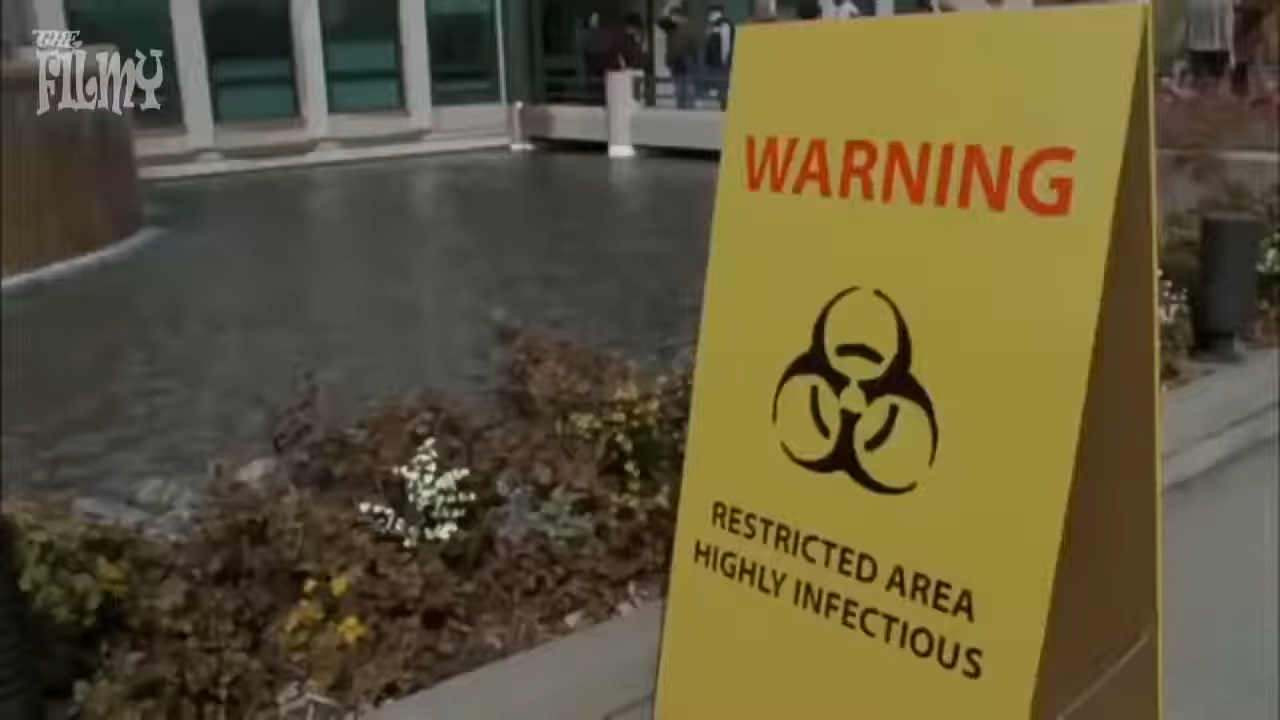 THE
FILMY
WARNING
RESTRICTED AREA
HIGHLY INFECTIOUS